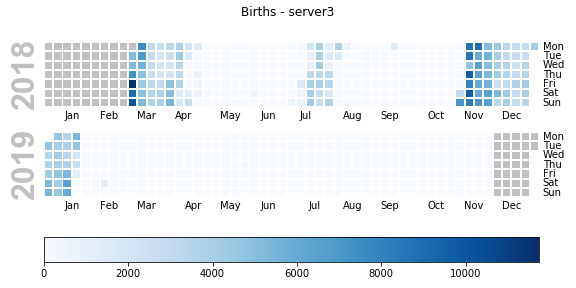 Births - server3
2018
Mon
Tue
Wed
Thu
Fri
Sat
Sun
Jan Feb Mar Apr May Jun Jul Aug Sep Oct Nov Dec
2019
Mon
Tue
Wed
Thu
Fri
Sat
Sun
Jan Feb Mar Apr May Jun Jul Aug Sep Oct Nov Dec
0 2000 4000 6000 8000 10000